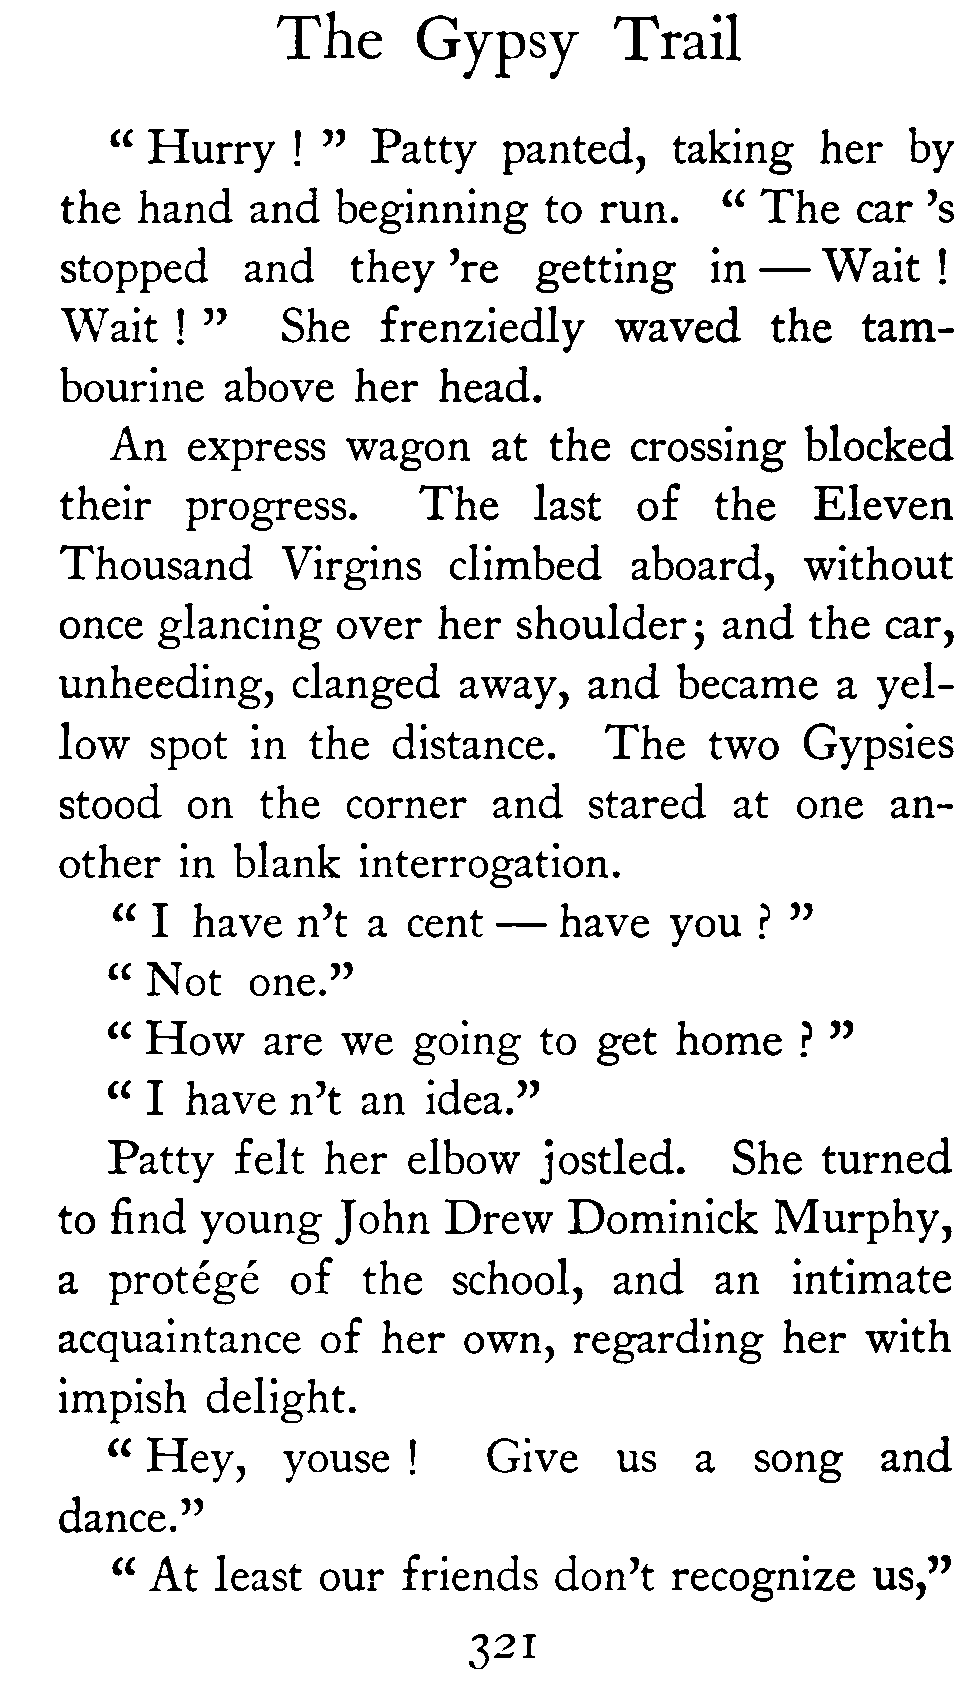 The Gypsy Trail
“ Hurry ! ” Patty panted, taking her by
the hand and beginning to run. “ The car ’s
stopped and they ’re getting in — Wait !
Wait ! ” She frenziedly waved the tam-
bourine above her head.
An express wagon at the crossing blocked
their progress. The last of the Eleven
Thousand Virgins climbed aboard, without
once glancing over her shoulder; and the car,
unheeding, clanged away, and became a yel-
low spot in the distance. The two Gypsies
stood on the corner and stared at one an-
other in blank interrogation.
“ I have n’t a cent — have you ? ”
“ Not one.”
“ How are we going to get home ? ”
“ I have n’t an idea.”
Patty felt her elbow jostled. She turned
to find young John Drew Dominick Murphy,
a protégé of the school, and an intimate
acquaintance of her own, regarding her with
impish delight.
“ Hey, youse ! Give us a song and
dance.”
“ At least our friends don’t recognize us,”
321